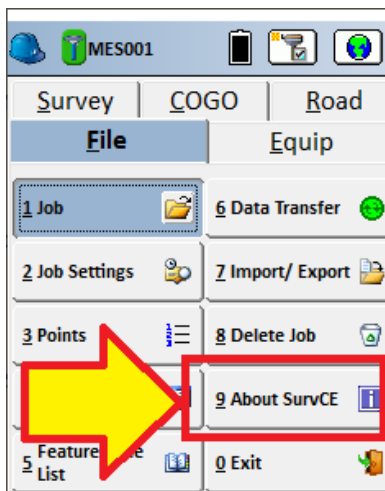 MES001
Survey COGO Road
File Equip
1 Job 6 Data Transfer
2 Job Settings 7 Import/ Export
3 Points 8 Delete Job
9 About SurvCE
5 Feature
List
0 Exit